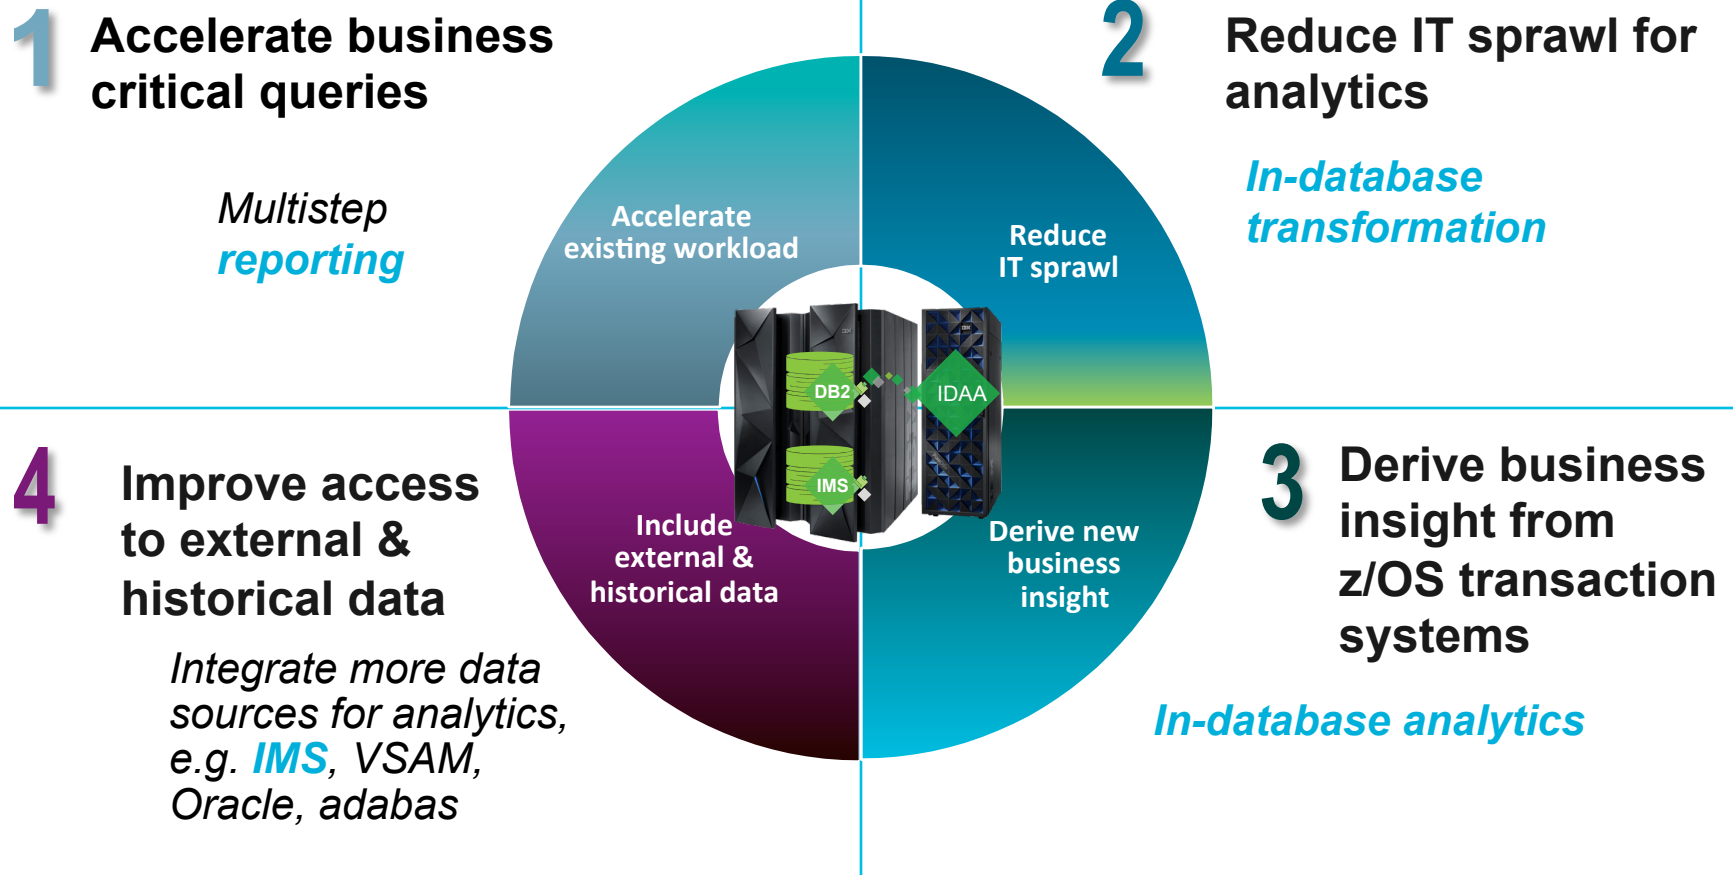 1
Accelerate business
critical queries
Multistep
reporting
Accelerate
existing workload
2
Reduce IT sprawl for
analytics
In-database
transformation
Reduce
IT sprawl
DB2
IDAA
IMS
4
Improve access
to external &
historical data
Integrate more data
sources for analytics,
e.g. IMS, VSAM,
Oracle, adabas
Include
external &
historical data
3
Derive business
insight from
z/OS transaction
systems
In-database analytics
Derive new
business
insight